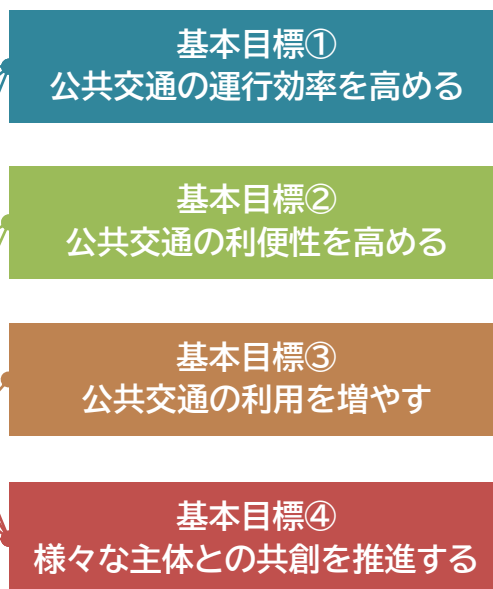 基本目標①
公共交通の運行効率を高める
基本目標②
公共交通の利便性を高める
基本目標③
公共交通の利用を増やす
基本目標④
様々な主体との共創を推進する